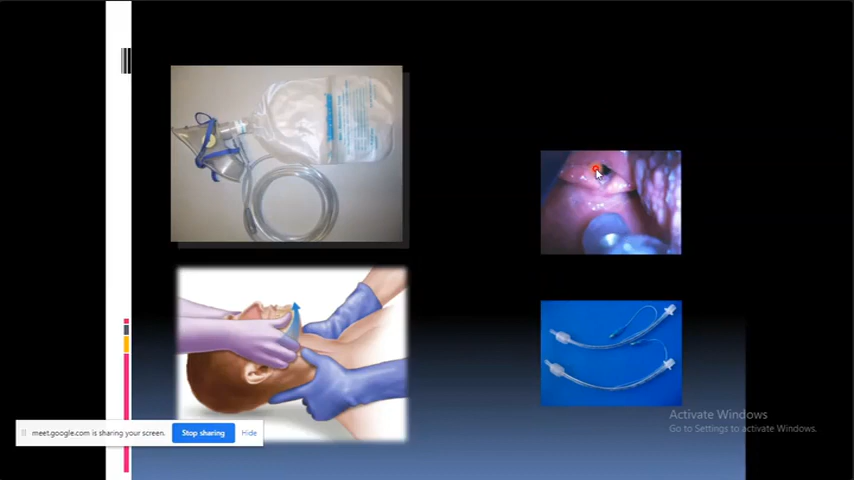 meet.google.com is sharing your screen.
Stop sharing
Hide
Activate Windows
Go to Settings to activate Windows.